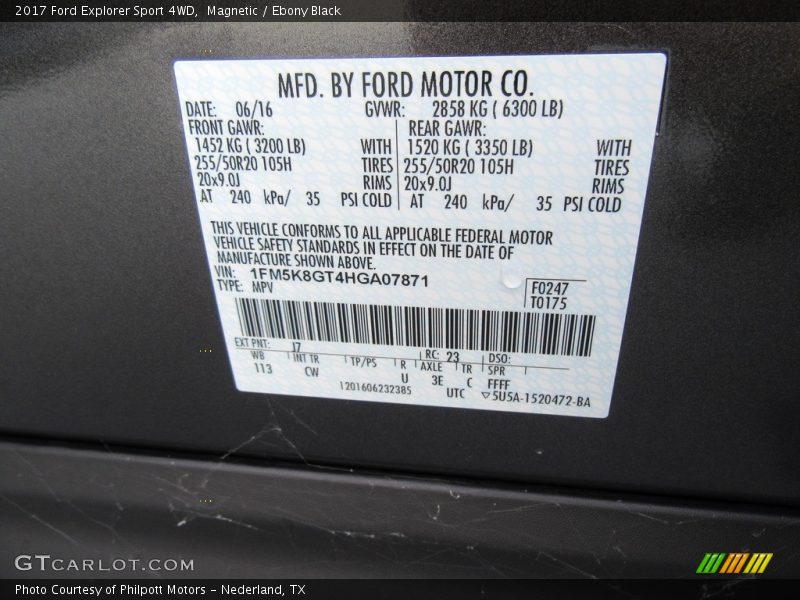 2017 Ford Explorer Sport 4WD,  Magnetic / Ebony Black
MFD. BY FORD MOTOR CO.
DATE: 06/16 GVWR: 2858 KG ( 6300 LB)
FRONT GAWR: REAR GAWR:
1452 KG ( 3200 LB) WITH 1520 KG ( 3350 LB) WITH
255/50R20 105H TIRES 255/50R20 105H TIRES
20x9.0J RIMS 20x9.0J RIMS
AT 240 kPa/ 35 PSI COLD AT 240 kPa/ 35 PSI COLD
THIS VEHICLE CONFORMS TO ALL APPLICABLE FEDERAL MOTOR
VEHICLE SAFETY STANDARDS IN EFFECT ON THE DATE OF
MANUFACTURE SHOWN ABOVE.
VIN: 1FM5K8GT4HGA07871
TYPE: MPV
F0247
T0175
EXT PNT: J7 RC: 23 DSO:
WB INT TR TP/PS R AXLE TR SPR
113 CW U 3E C FFFF
1201606232385 UTC ▽5U5A-1520472-BA
GTCARLOT.COM
Photo Courtesy of Philpott Motors - Nederland, TX